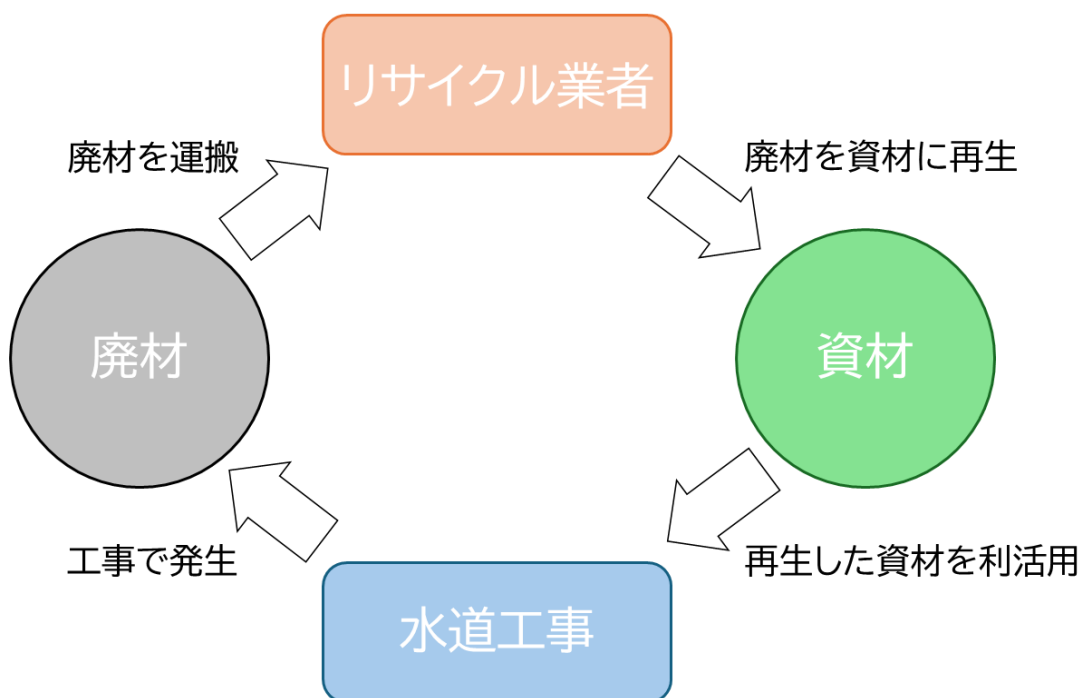 リサイクル業者
廃材を運搬
廃材を資材に再生
廃材
資材
工事で発生
再生した資材を利活用
水道工事